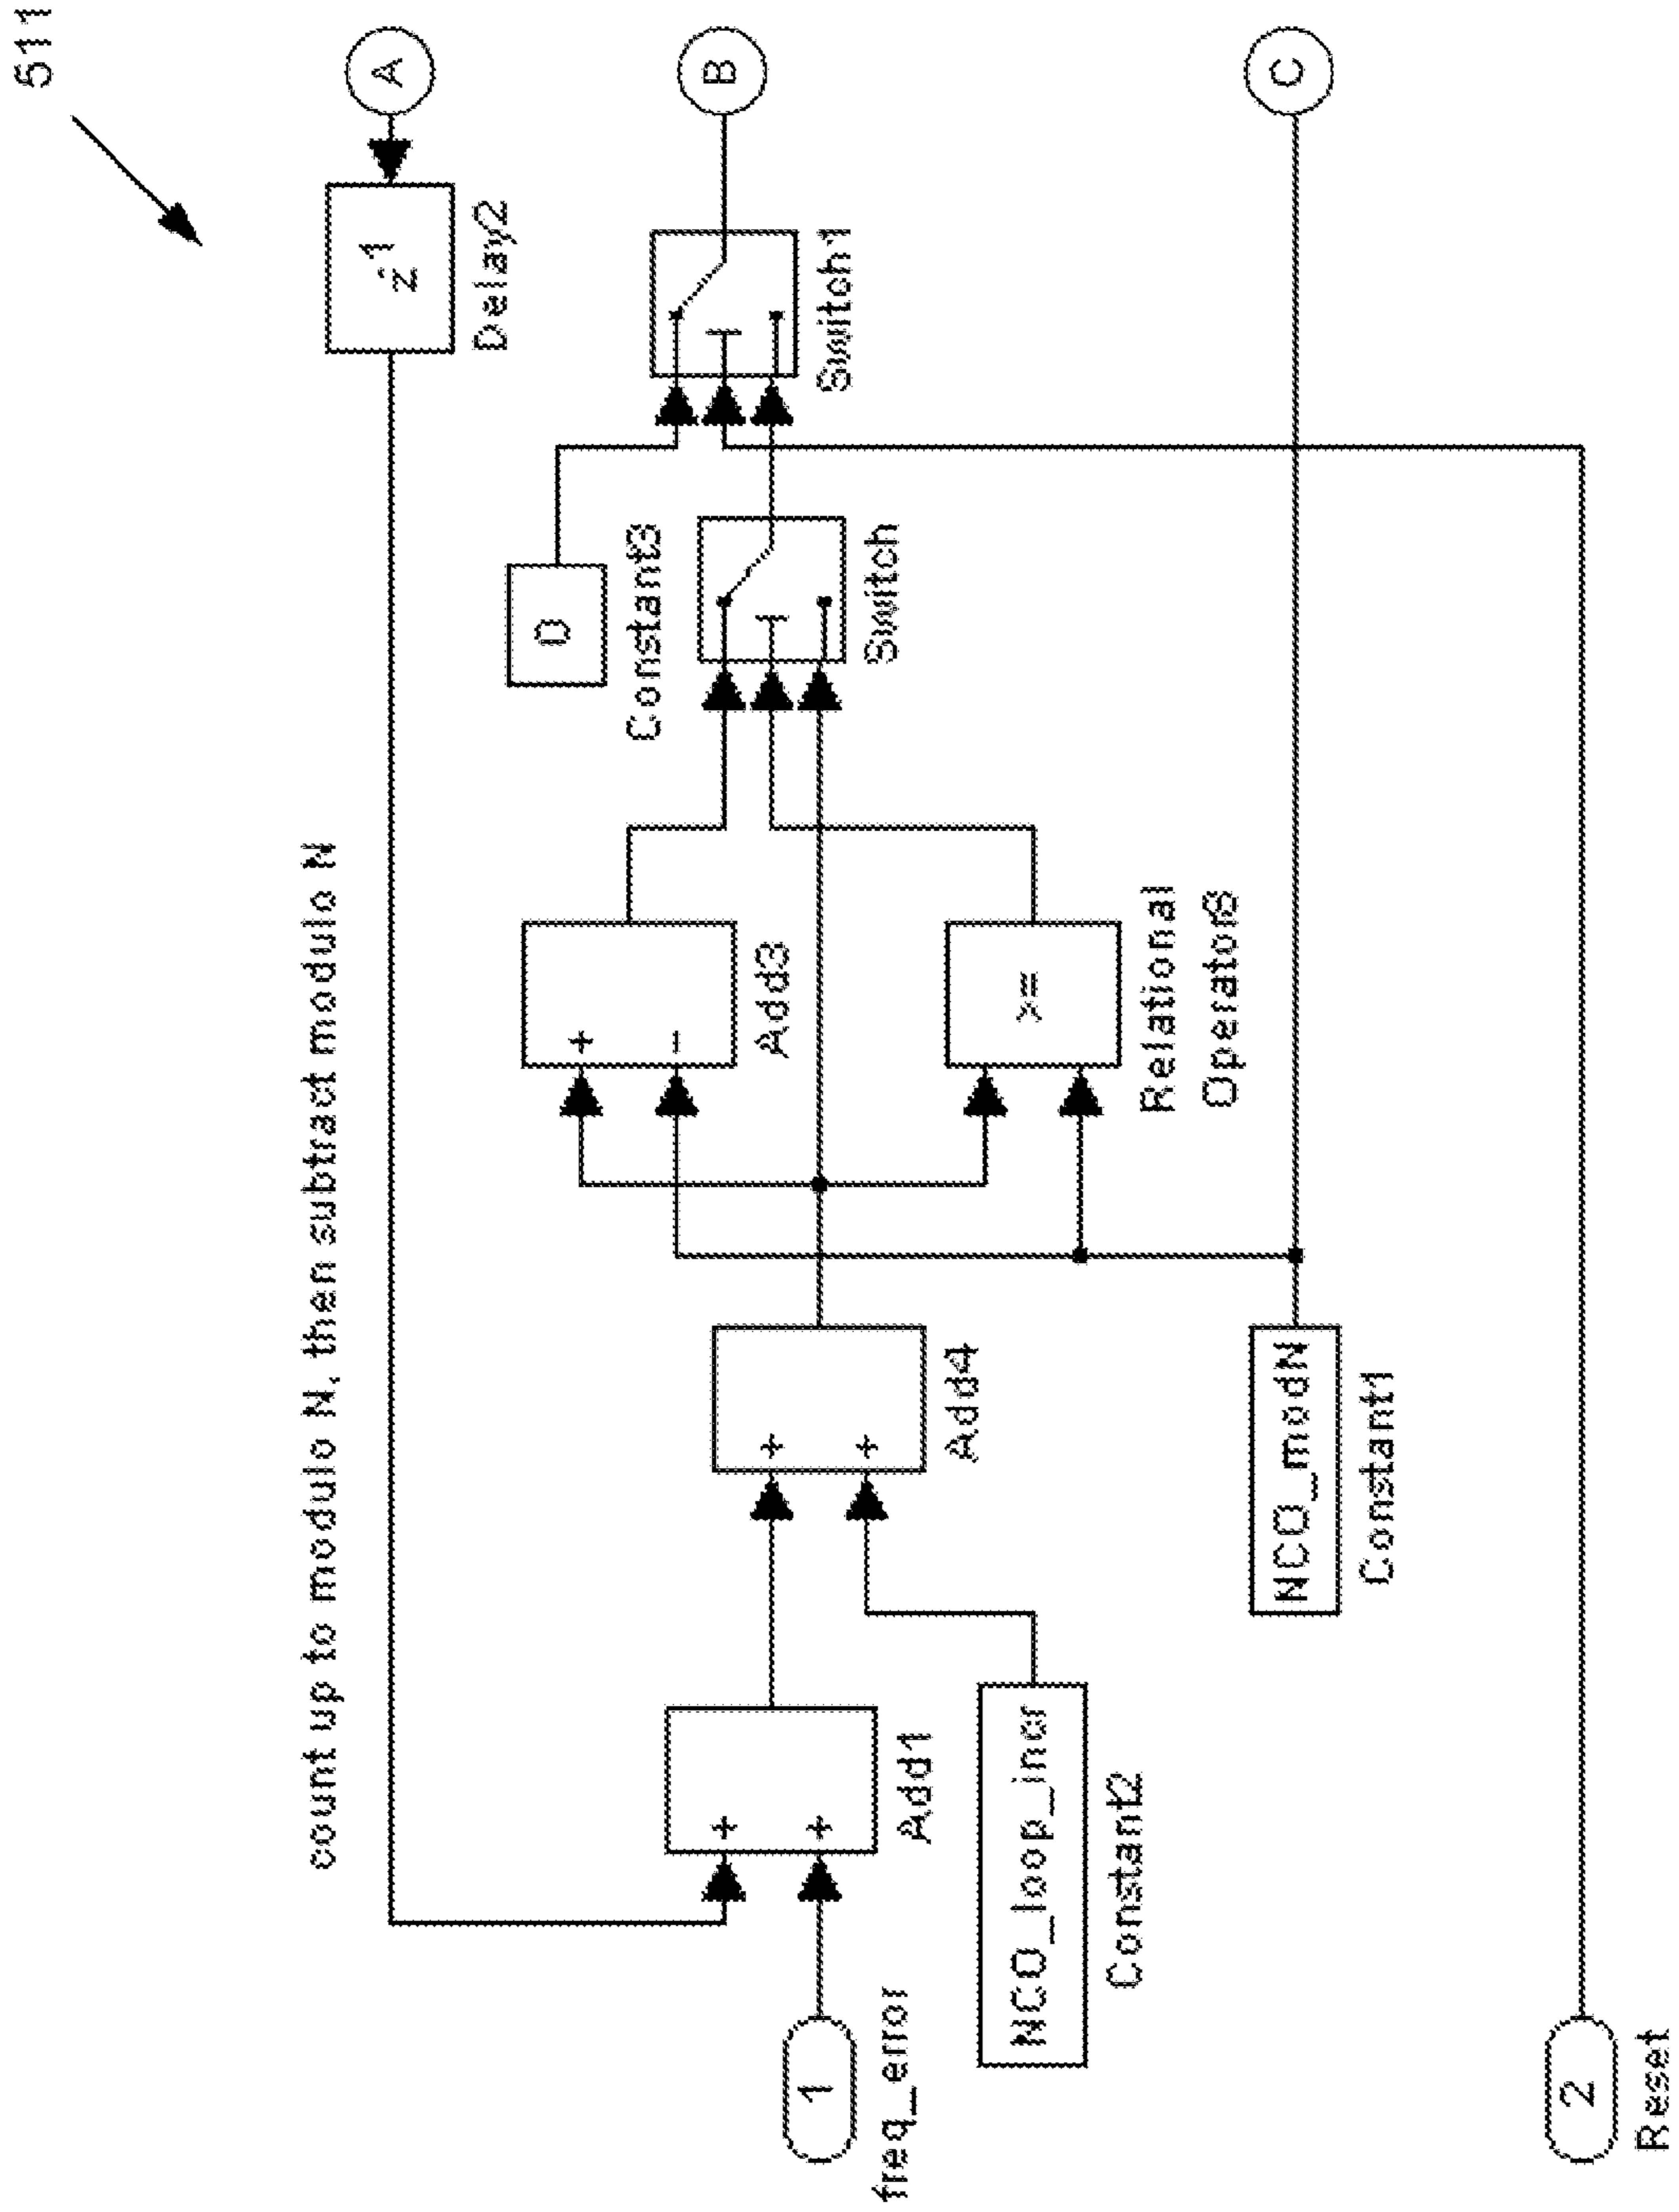 511
count up to modulo N, then subtract modulo N
A
z-1
Delay2
B
Switch1
0
Constant3
Switch
+
-
Add3
>=
Relational
Operator8
+
+
Add4
+
+
Add1
1
freq_error
NCO_loop_incr
Constant2
NCO_modN
Constant1
C
2
Reset